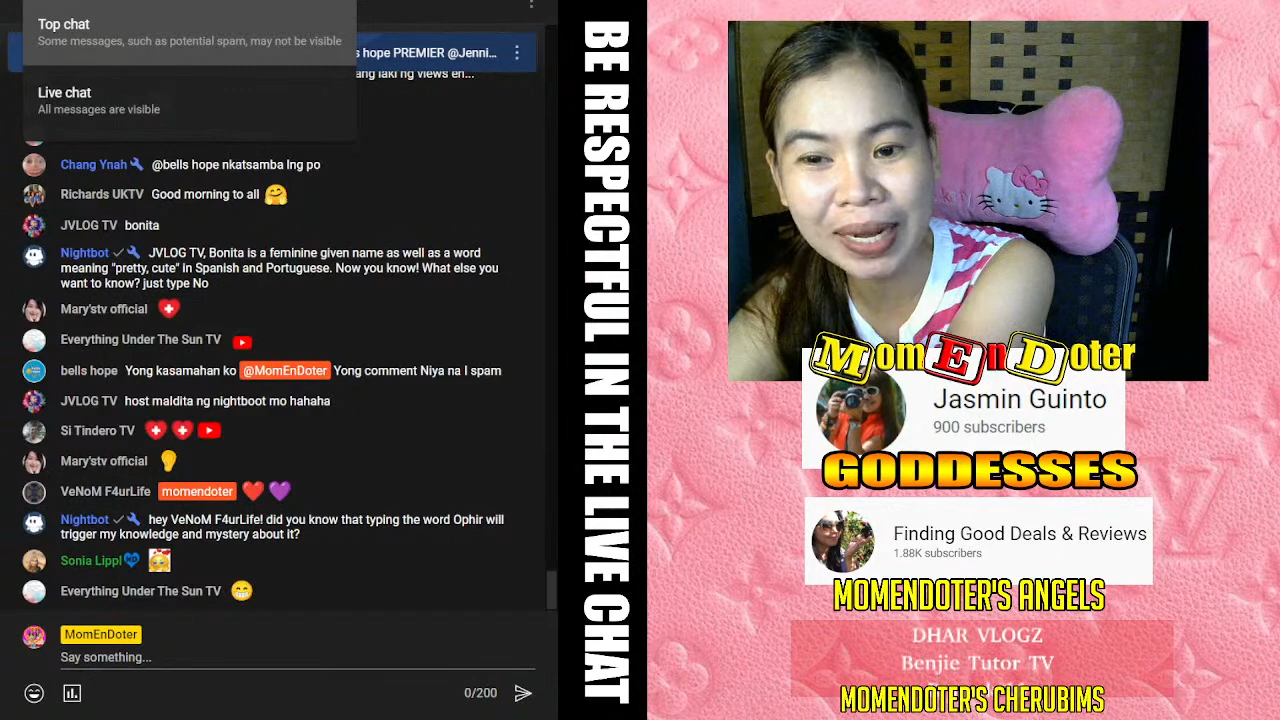 Top chat
Some messages, such as potential spam, may not be visible
s hope PREMIER @Jenni...
ang laki ng views en...
Live chat
All messages are visible
Chang Ynah @bells hope nkatsamba lng po
Richards UKTV Good morning to all
JVLOG TV bonita
Nightbot JVLOG TV, Bonita is a feminine given name as well as a word
meaning "pretty, cute" in Spanish and Portuguese. Now you know! What else you
want to know? just type No
Mary'stv official
Everything Under The Sun TV
bells hope Yong kasamahan ko @MomEnDoter Yong comment Niya na I spam
JVLOG TV host maldita ng nightboot mo hahaha
Si Tindero TV
Mary'stv official
VeNoM F4urLife momendoter
Nightbot hey VeNoM F4urLife! did you know that typing the word Ophir will
trigger my knowledge and mystery about it?
Sonia Lippl
Everything Under The Sun TV
MomEnDoter
Say something...
0/200
BE RESPECTFUL IN THE LIVE CHAT
MomEnDoter
Jasmin Guinto
900 subscribers
GODDESSES
Finding Good Deals & Reviews
1.88K subscribers
MOMENDOTER'S ANGELS
DHAR VLOGZ
Benjie Tutor TV
MOMENDOTER'S CHERUBIMS